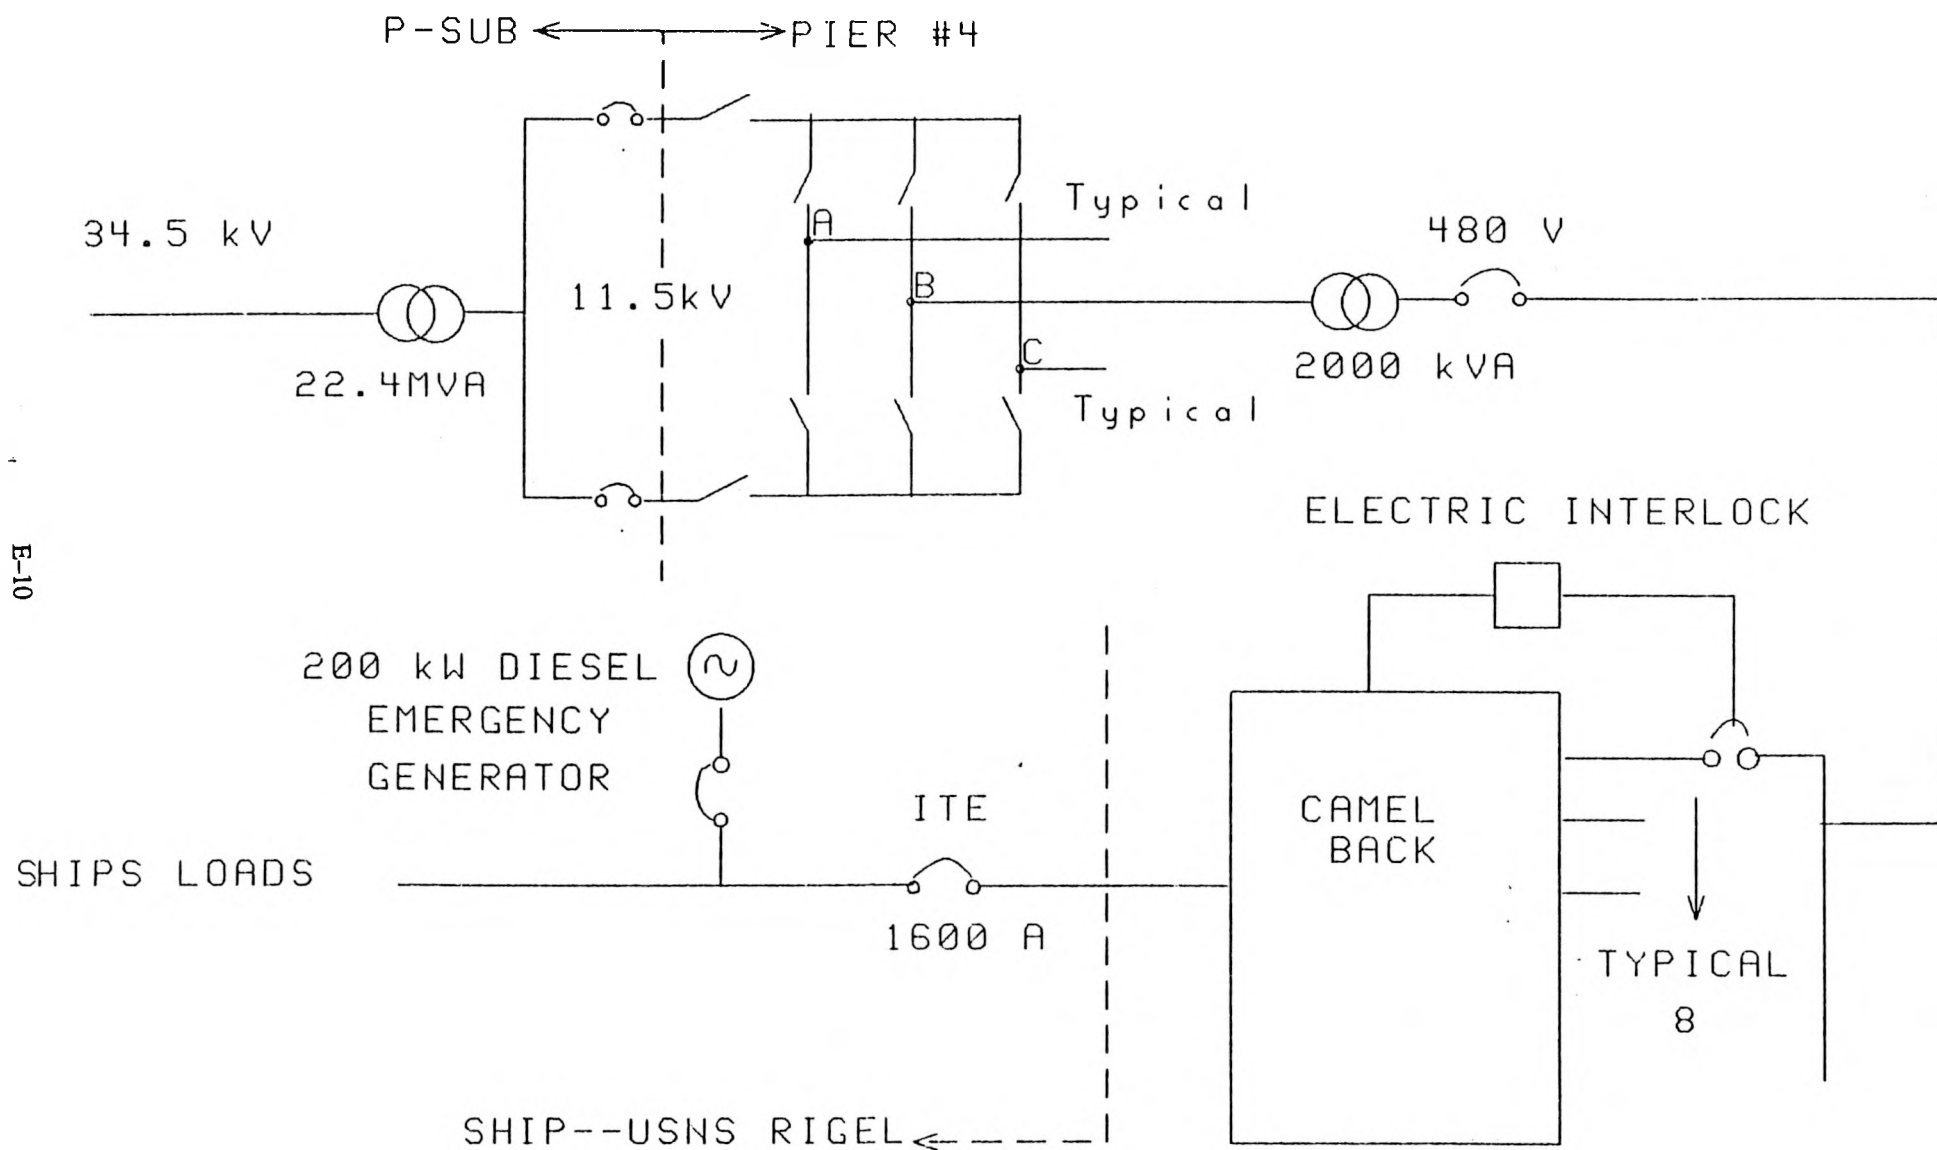 P-SUB
PIER #4
34.5 kV
22.4MVA
11.5kV
A
B
C
Typical
Typical
480 V
2000 kVA
ELECTRIC INTERLOCK
E-10
200 kW DIESEL
EMERGENCY
GENERATOR
ITE
1600 A
SHIPS LOADS
CAMEL
BACK
TYPICAL
8
SHIP--USNS RIGEL